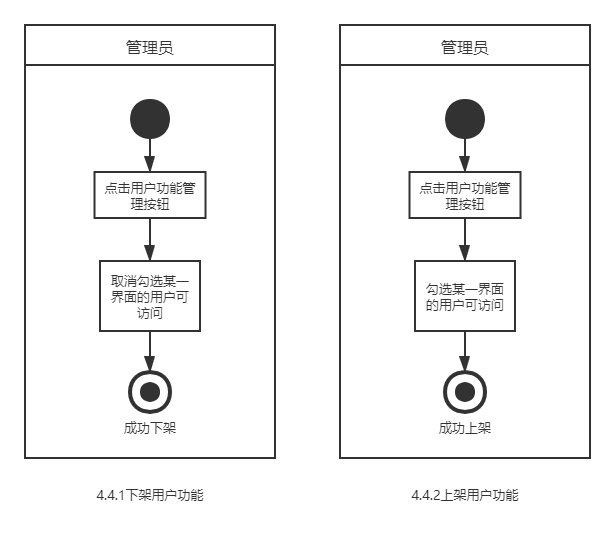 管理员
点击用户功能管
理按钮
取消勾选某一
界面的用户可
访问
成功下架
4.4.1下架用户功能
管理员
点击用户功能管
理按钮
勾选某一界面
的用户可访问
成功上架
4.4.2上架用户功能